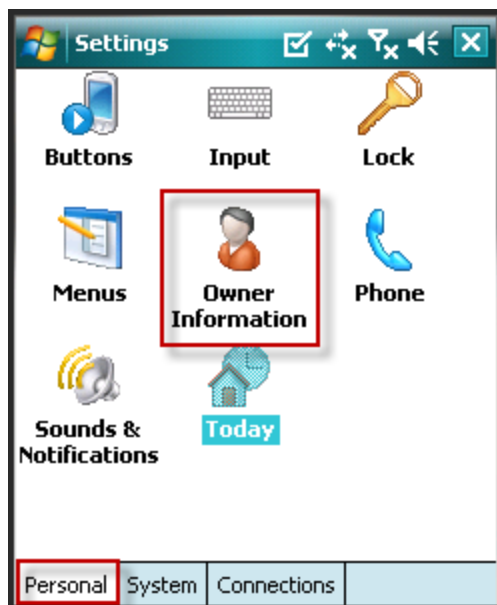 Settings
Buttons
Input
Lock
Menus
Owner
Information
Phone
Sounds &
Notifications
Today
Personal
System
Connections